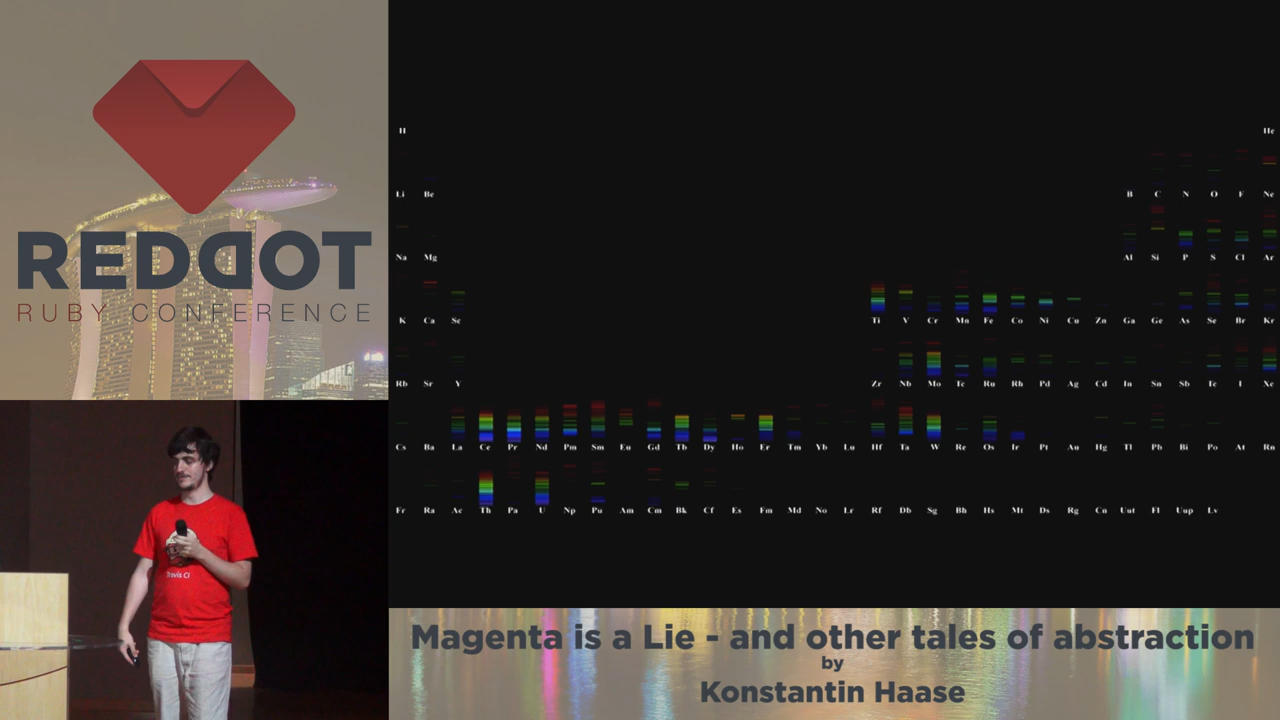 REDDOT
RUBY CONFERENCE
Travis CI
H He
Li Be B C N O F Ne
Na Mg Al Si P S Cl Ar
K Ca Sc Ti V Cr Mn Fe Co Ni Cu Zn Ga Ge As Se Br Kr
Rb Sr Y Zr Nb Mo Tc Ru Rh Pd Ag Cd In Sn Sb Te I Xe
Cs Ba La Ce Pr Nd Pm Sm Eu Gd Tb Dy Ho Er Tm Yb Lu Hf Ta W Re Os Ir Pt Au Hg Tl Pb Bi Po At Rn
Fr Ra Ac Th Pa U Np Pu Am Cm Bk Cf Es Fm Md No Lr Rf Db Sg Bh Hs Mt Ds Rg Cn Uut Fl Uup Lv
Magenta is a Lie - and other tales of abstraction
by
Konstantin Haase